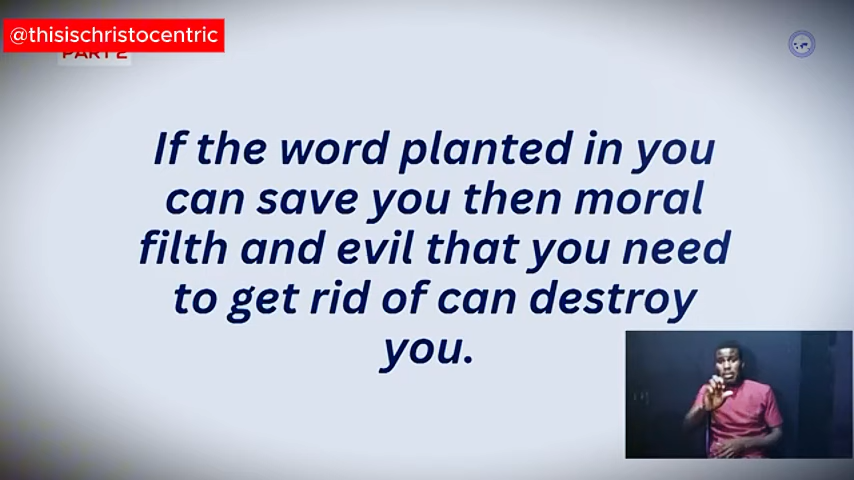 @thisischristocentric
PART 2
If the word planted in you
can save you then moral
filth and evil that you need
to get rid of can destroy
you.